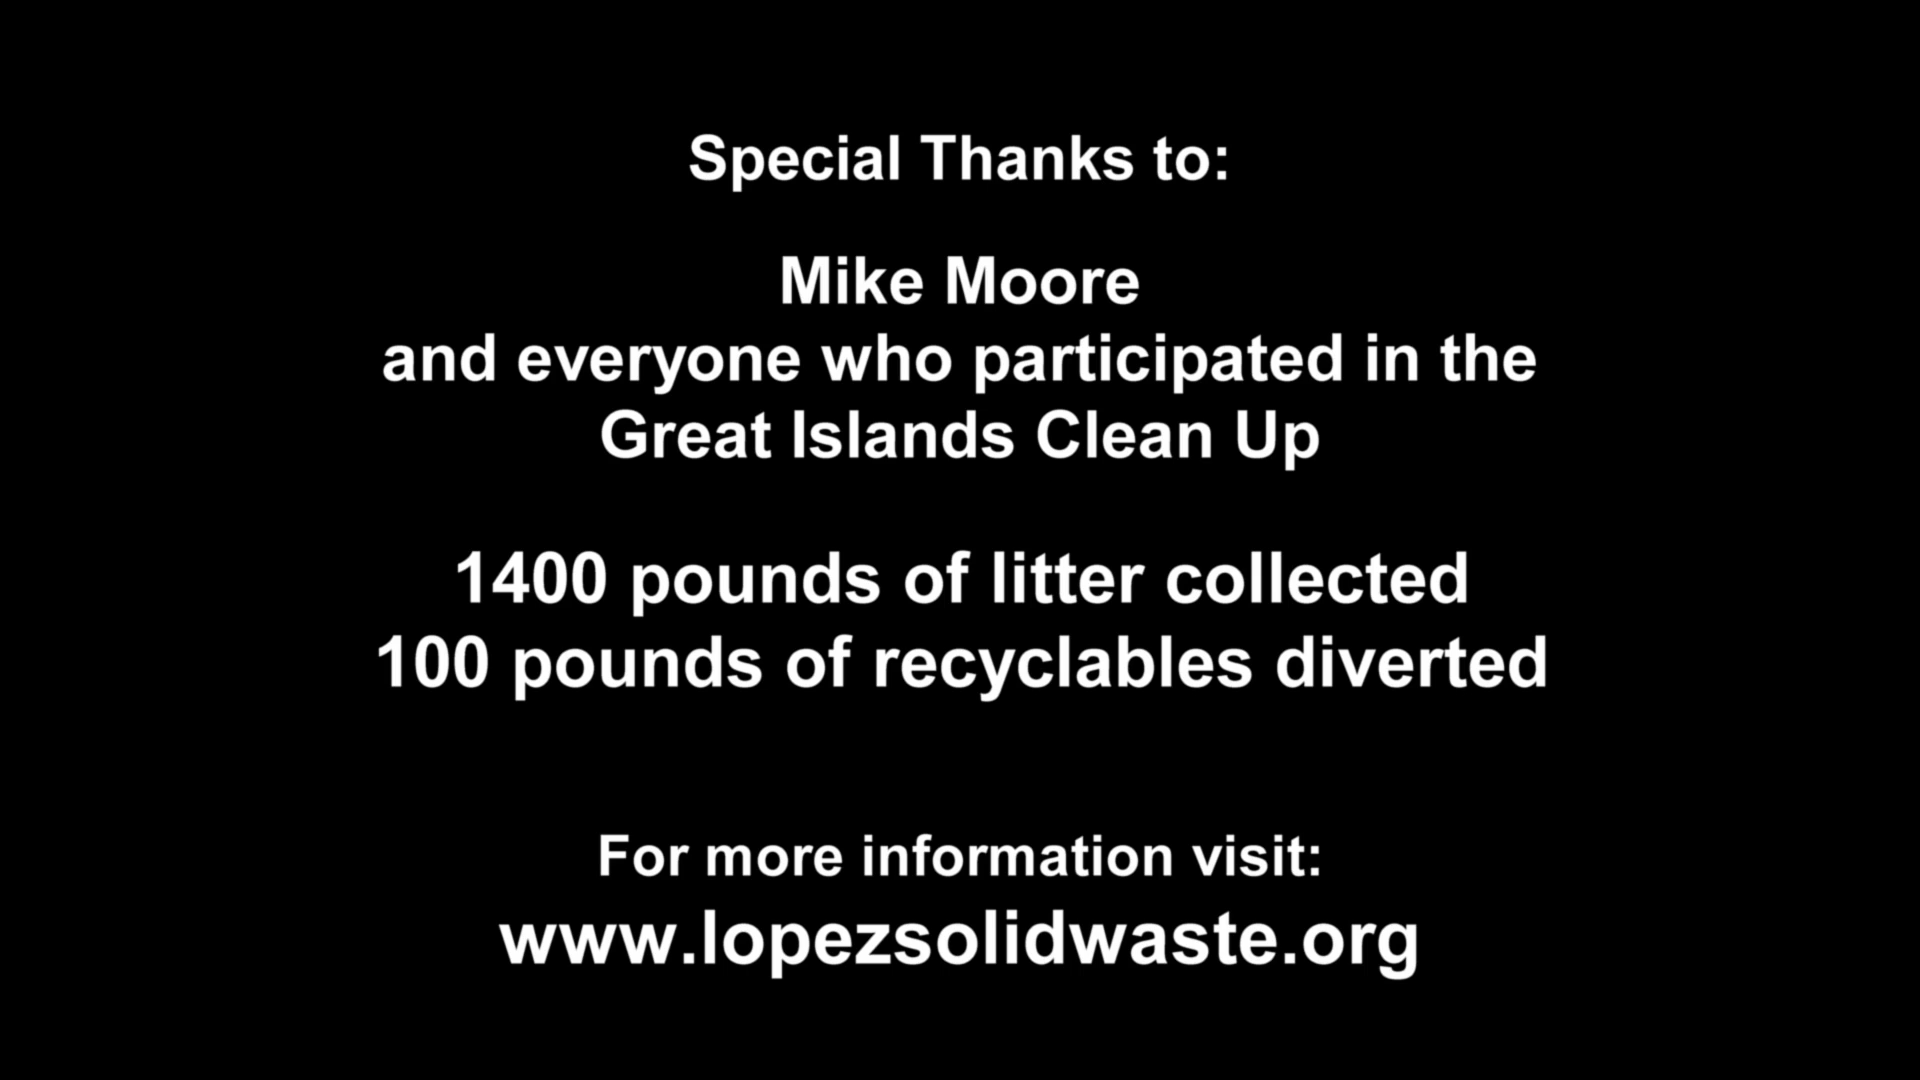 Special Thanks to:
Mike Moore
and everyone who participated in the
Great Islands Clean Up
1400 pounds of litter collected
100 pounds of recyclables diverted
For more information visit:
www.lopezsolidwaste.org